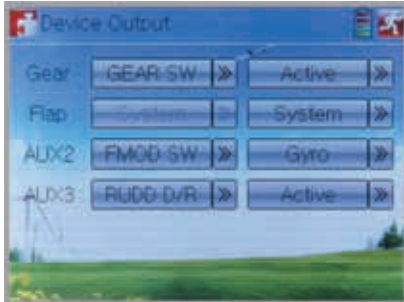 Device Output
Gear GEAR SW Active
Flap System System
AUX2 FMOD SW Gyro
AUX3 RUDD D/R Active